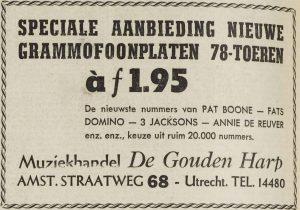 SPECIALE AANBIEDING NIEUWE
GRAMMOFOONPLATEN 78-TOEREN
à f 1.95
De nieuwste nummers van PAT BOONE — FATS
DOMINO — 3 JACKSONS — ANNIE DE REUVER
enz. enz., keuze uit ruim 20.000 nummers.
Muziekhandel De Gouden Harp
AMST. STRAATWEG 68 - Utrecht. TEL. 14480